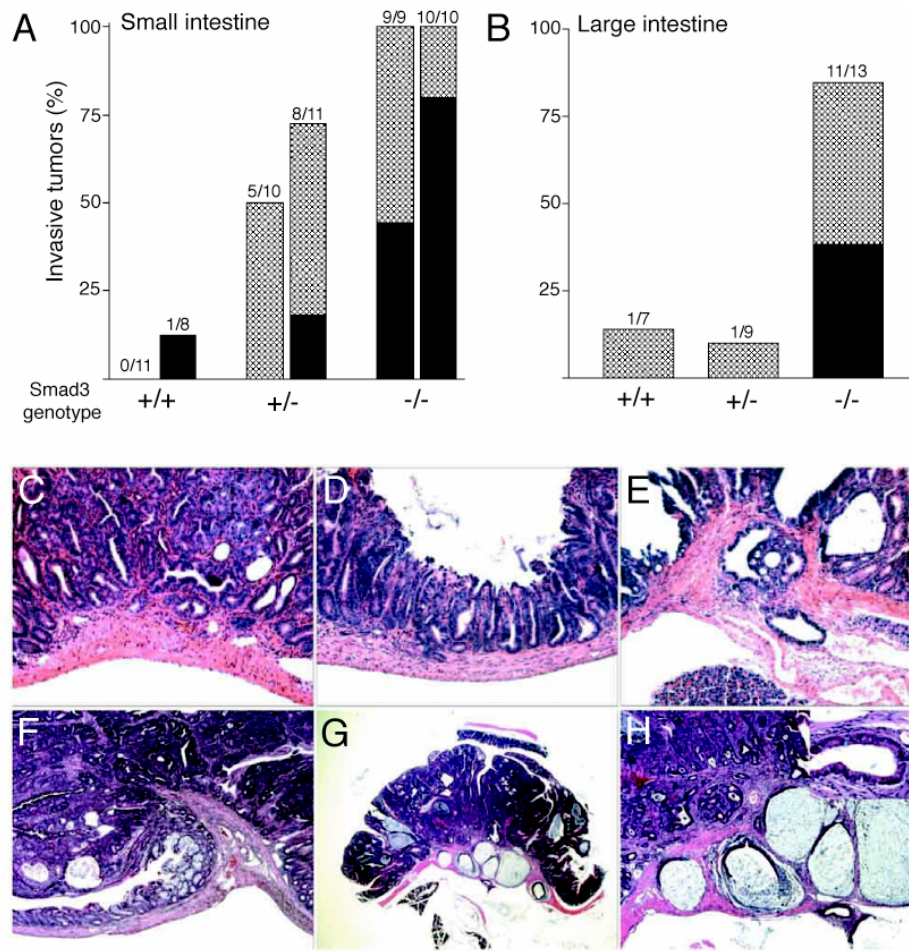 A Small intestine
B Large intestine
Invasive tumors (%)
100
75
50
25
0/11
1/8
5/10
8/11
9/9
10/10
Smad3
genotype
+/+
+/-
-/-
100
75
50
25
1/7
1/9
11/13
+/+
+/-
-/-
C
D
E
F
G
H